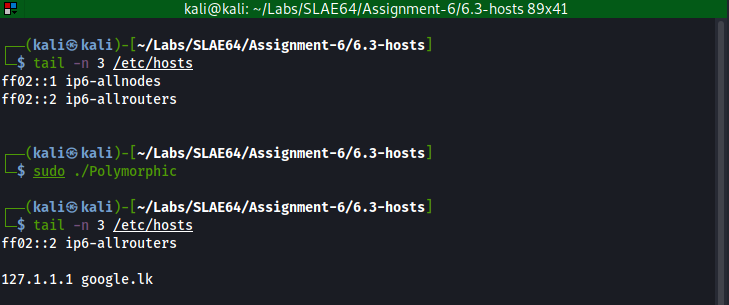 kali@kali: ~/Labs/SLAE64/Assignment-6/6.3-hosts 89x41
┌──(kali㉿kali)-[~/Labs/SLAE64/Assignment-6/6.3-hosts]
└─$ tail -n 3 /etc/hosts
ff02::1 ip6-allnodes
ff02::2 ip6-allrouters
┌──(kali㉿kali)-[~/Labs/SLAE64/Assignment-6/6.3-hosts]
└─$ sudo ./Polymorphic
┌──(kali㉿kali)-[~/Labs/SLAE64/Assignment-6/6.3-hosts]
└─$ tail -n 3 /etc/hosts
ff02::2 ip6-allrouters
127.1.1.1 google.lk